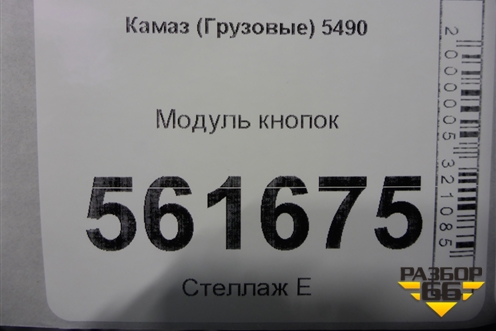 Камаз (Грузовые) 5490
Модуль кнопок
561675
Стеллаж Е
2000005321085
РАЗБОР
66